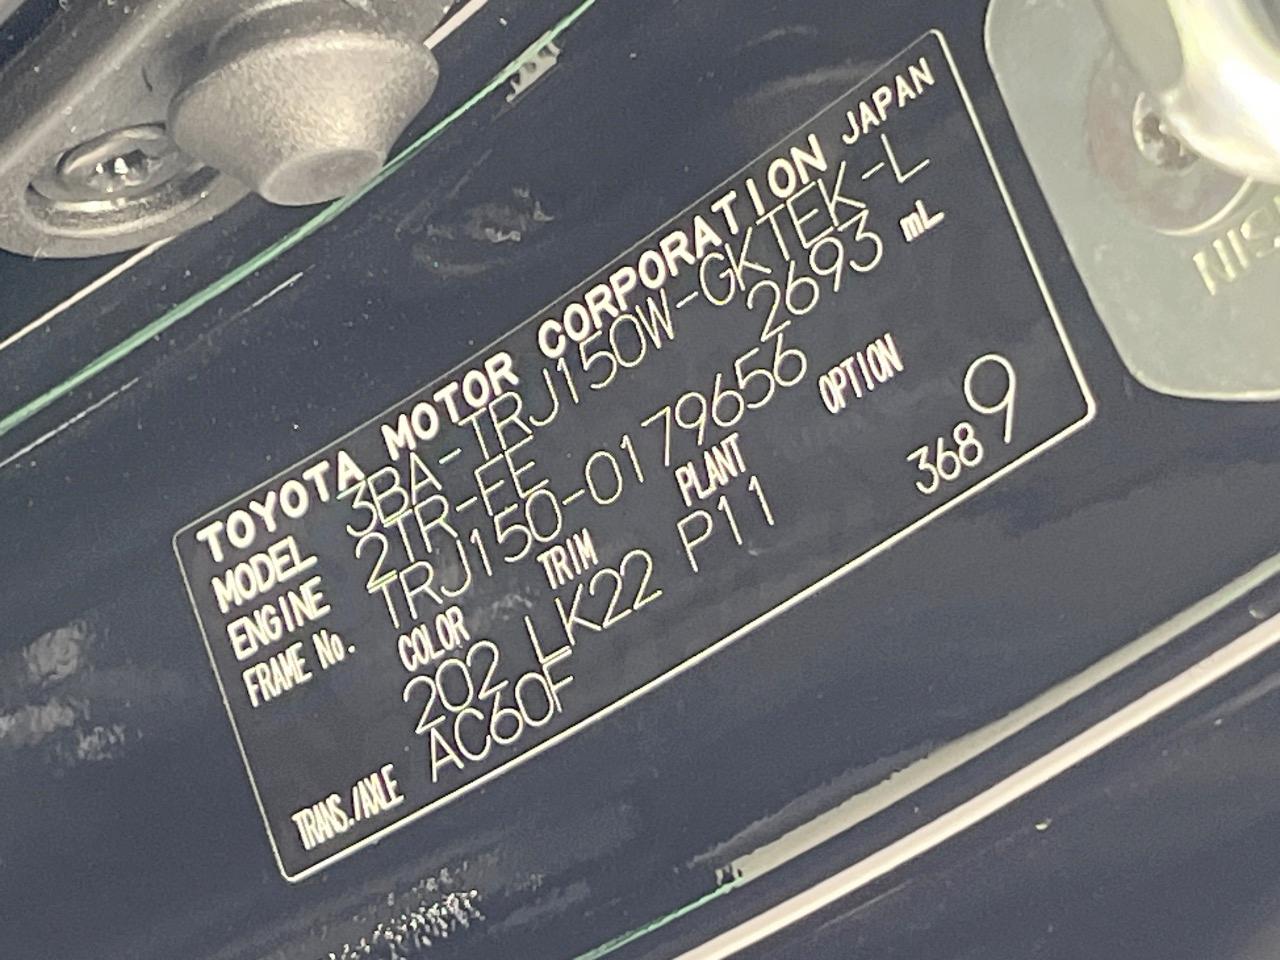 TOYOTA MOTOR CORPORATION JAPAN
MODEL 3BA-TRJ150W-GKTEK-L
ENGINE 2TR-FE 2693 mL
FRAME No. TRJ150-0179656
COLOR TRIM PLANT OPTION
202 LK22 P11
TRANS./AXLE AC60F
368 9